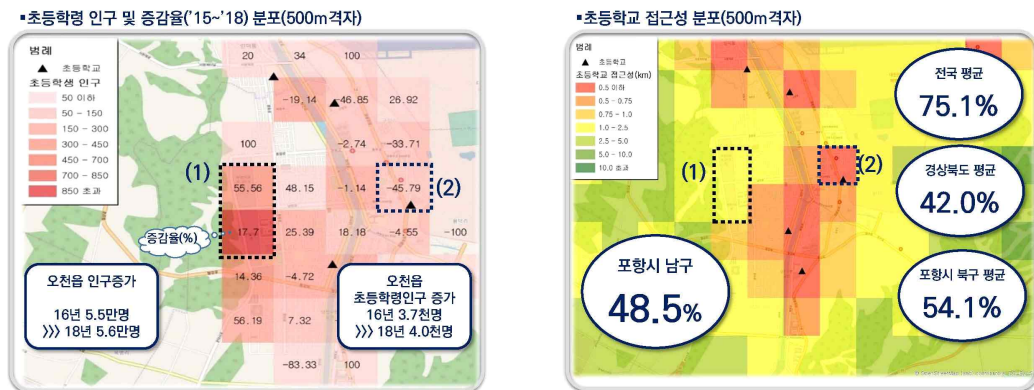 ▪초등학령 인구 및 증감율('15~'18) 분포(500m격자)
범례
▲ 초등학교
초등학생 인구
50 이하
50 - 150
150 - 300
300 - 450
450 - 700
700 - 850
850 초과
20 34 100
-19.14 -46.85 26.92
100 -2.74 -33.71
(1) 55.56 48.15 -1.14 -45.79 (2)
증감율(%) 17.7 25.39 18.18 -4.55 -100
14.36 -4.72
56.19 7.32
-83.33 100
오천읍 인구증가
16년 5.5만명
>>> 18년 5.6만명
오천읍
초등학령인구 증가
16년 3.7천명
>>> 18년 4.0천명
▪초등학교 접근성 분포(500m격자)
범례
▲ 초등학교
초등학교 접근성(km)
0.5 이하
0.5 - 0.75
0.75 - 1.0
1.0 - 2.5
2.5 - 5.0
5.0 - 10.0
10.0 초과
(1)
(2)
전국 평균
75.1%
경상북도 평균
42.0%
포항시 남구
48.5%
포항시 북구 평균
54.1%